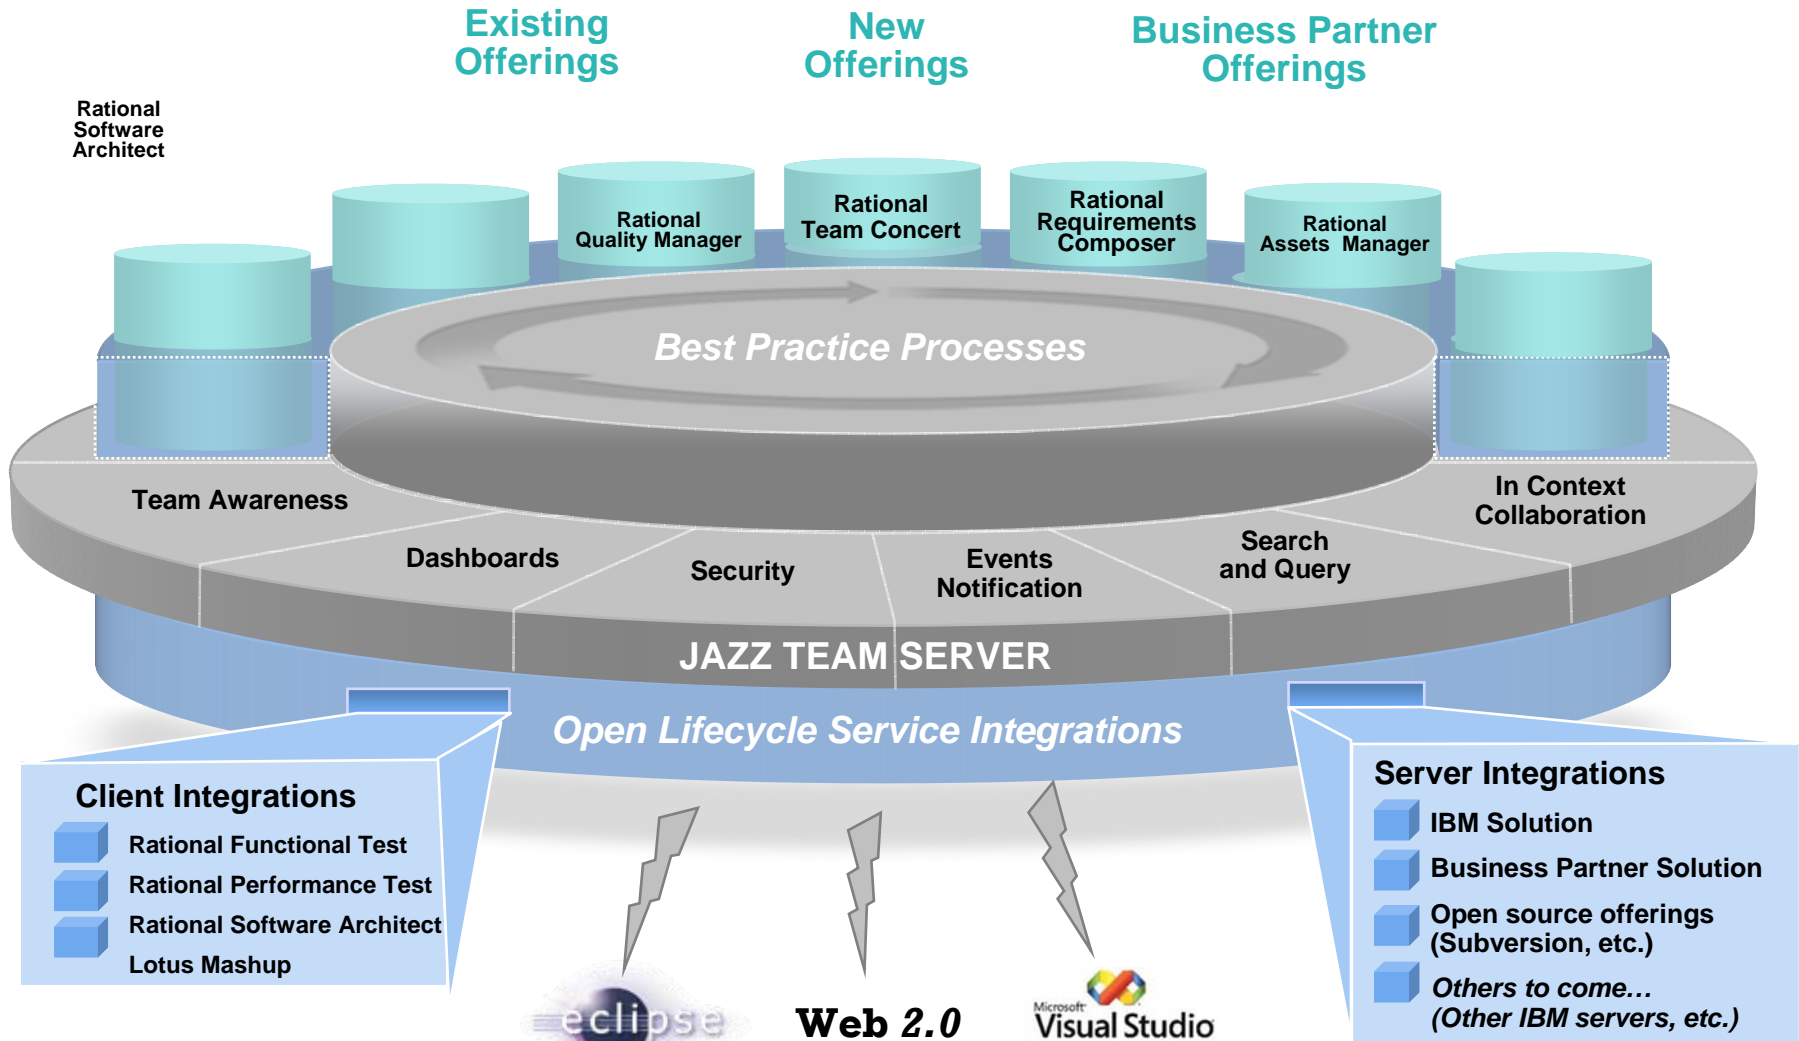 Existing
Offerings
New
Offerings
Business Partner
Offerings
Rational
Software
Architect
Rational
Quality Manager
Rational
Team Concert
Rational
Requirements
Composer
Rational
Assets Manager
Best Practice Processes
Team Awareness
Dashboards
Security
Events
Notification
Search
and Query
In Context
Collaboration
JAZZ TEAM SERVER
Open Lifecycle Service Integrations
Client Integrations
Rational Functional Test
Rational Performance Test
Rational Software Architect
Lotus Mashup
Server Integrations
IBM Solution
Business Partner Solution
Open source offerings
(Subversion, etc.)
Others to come…
(Other IBM servers, etc.)
eclipse
Web 2.0
Microsoft
Visual Studio